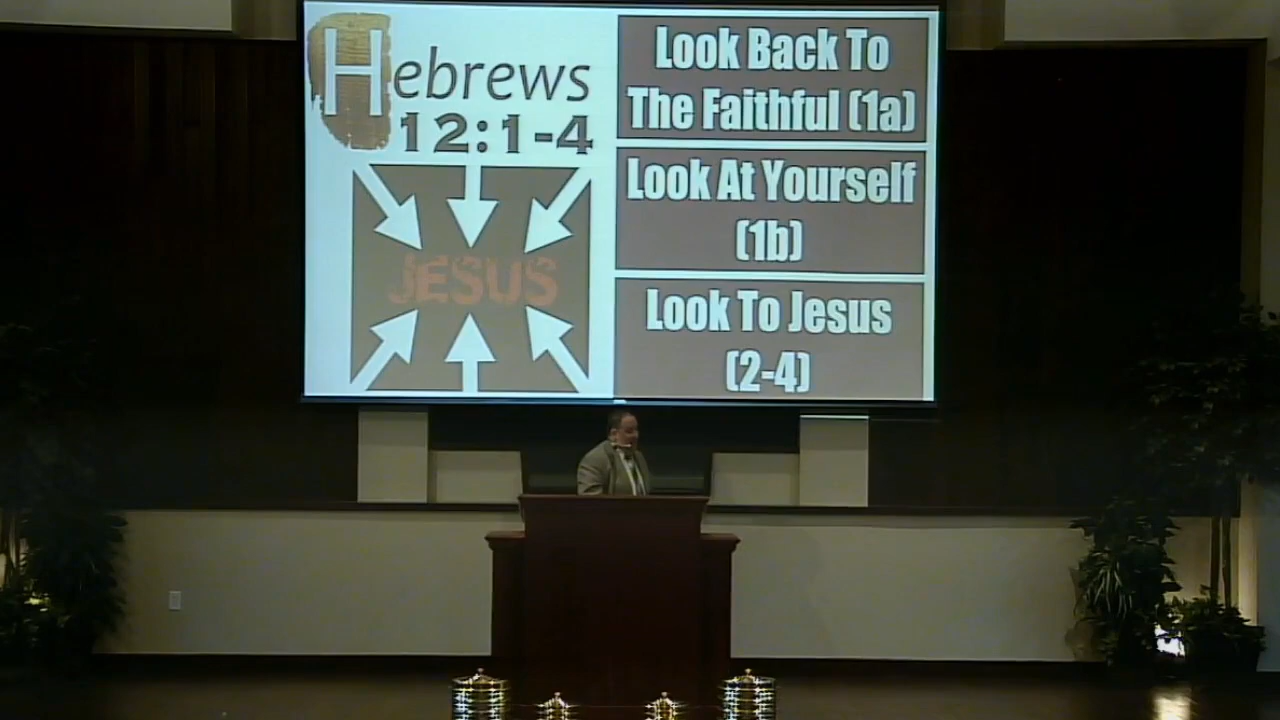 Hebrews
12:1-4
JESUS
Look Back To
The Faithful (1a)
Look At Yourself
(1b)
Look To Jesus
(2-4)